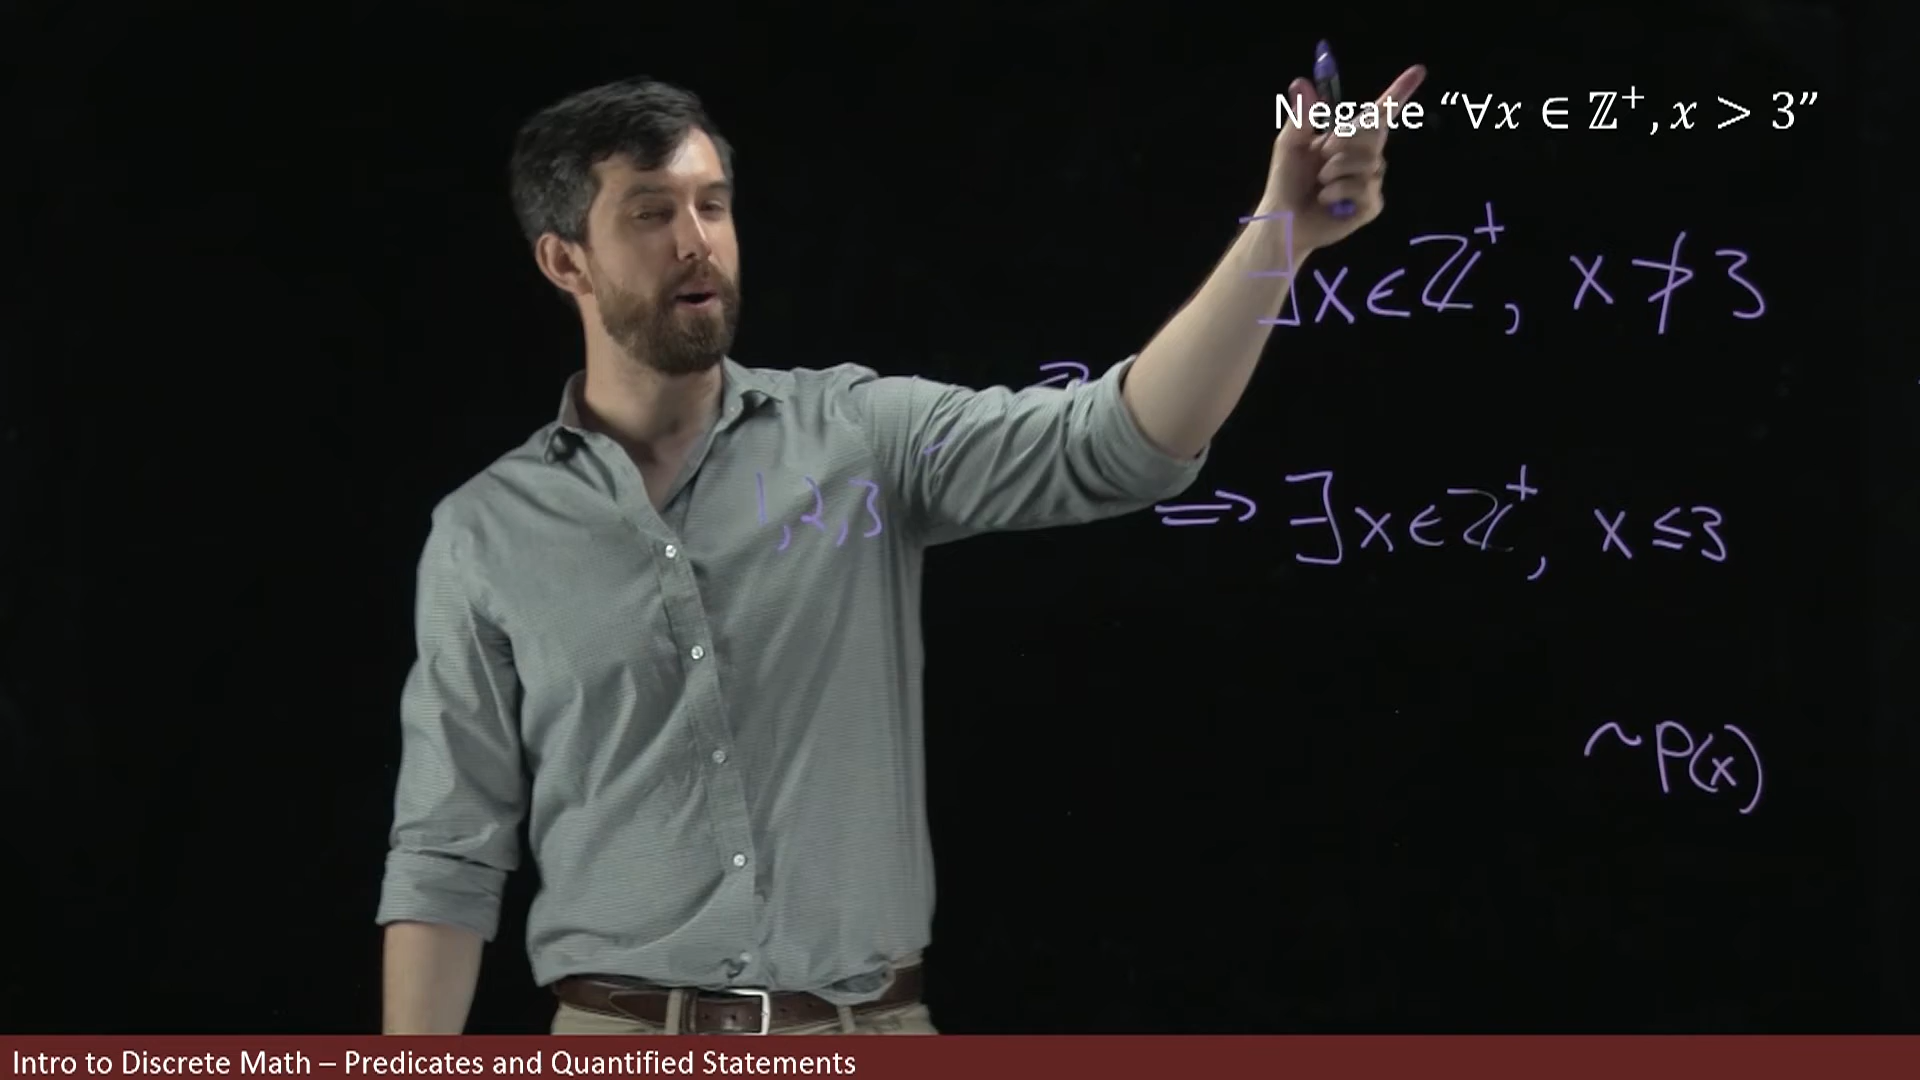 Negate “∀x ∈ ℤ⁺, x > 3”
∃x∈ℤ⁺, x ≯ 3
1,2,3
⇒ ∃x∈ℤ⁺, x ≤ 3
~P(x)
Intro to Discrete Math – Predicates and Quantified Statements